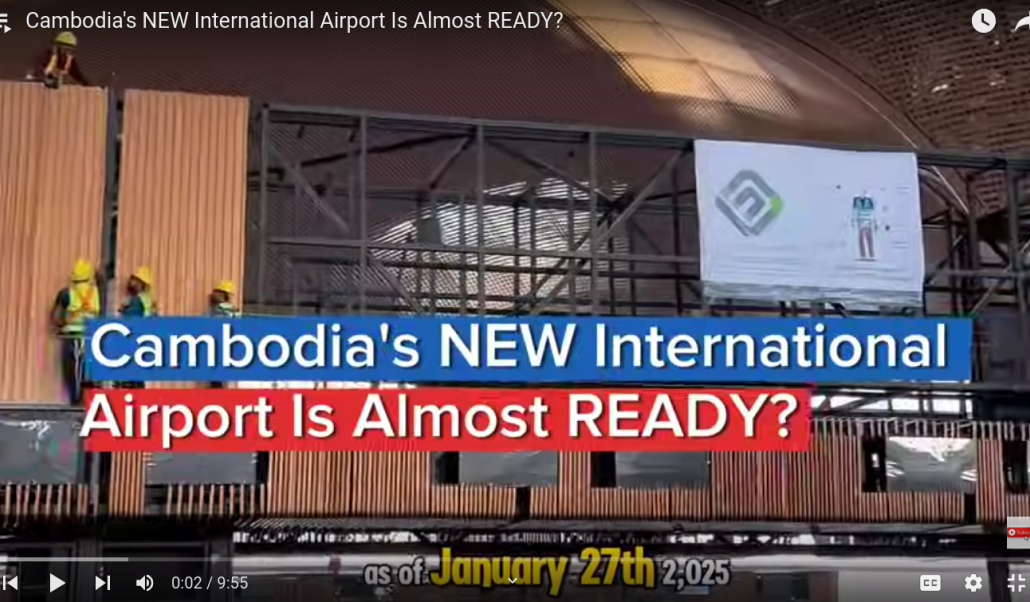 Cambodia's NEW International Airport Is Almost READY?
Cambodia's NEW International
Airport Is Almost READY?
as of January 27th 2,025
0:02 / 9:55
CC